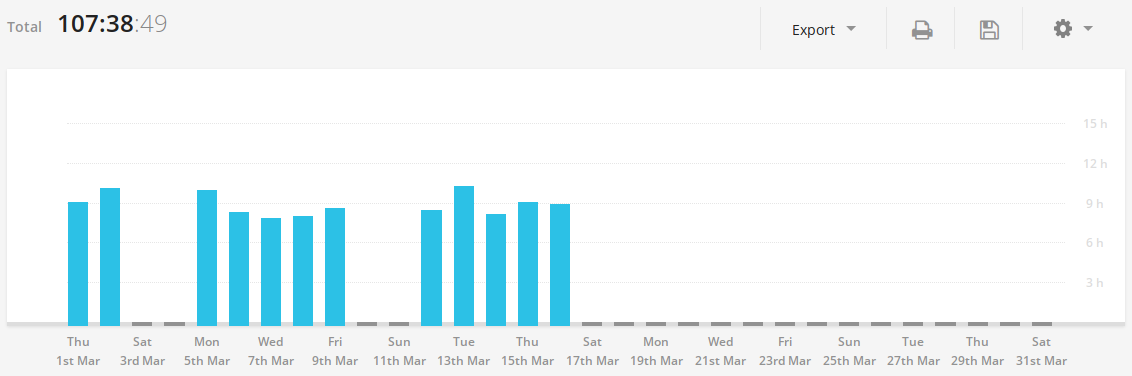 Total 107:38:49 Export
15 h
12 h
9 h
6 h
3 h
Thu Sat Mon Wed Fri Sun Tue Thu Sat Mon Wed Fri Sun Tue Thu Sat
1st Mar 3rd Mar 5th Mar 7th Mar 9th Mar 11th Mar 13th Mar 15th Mar 17th Mar 19th Mar 21st Mar 23rd Mar 25th Mar 27th Mar 29th Mar 31st Mar